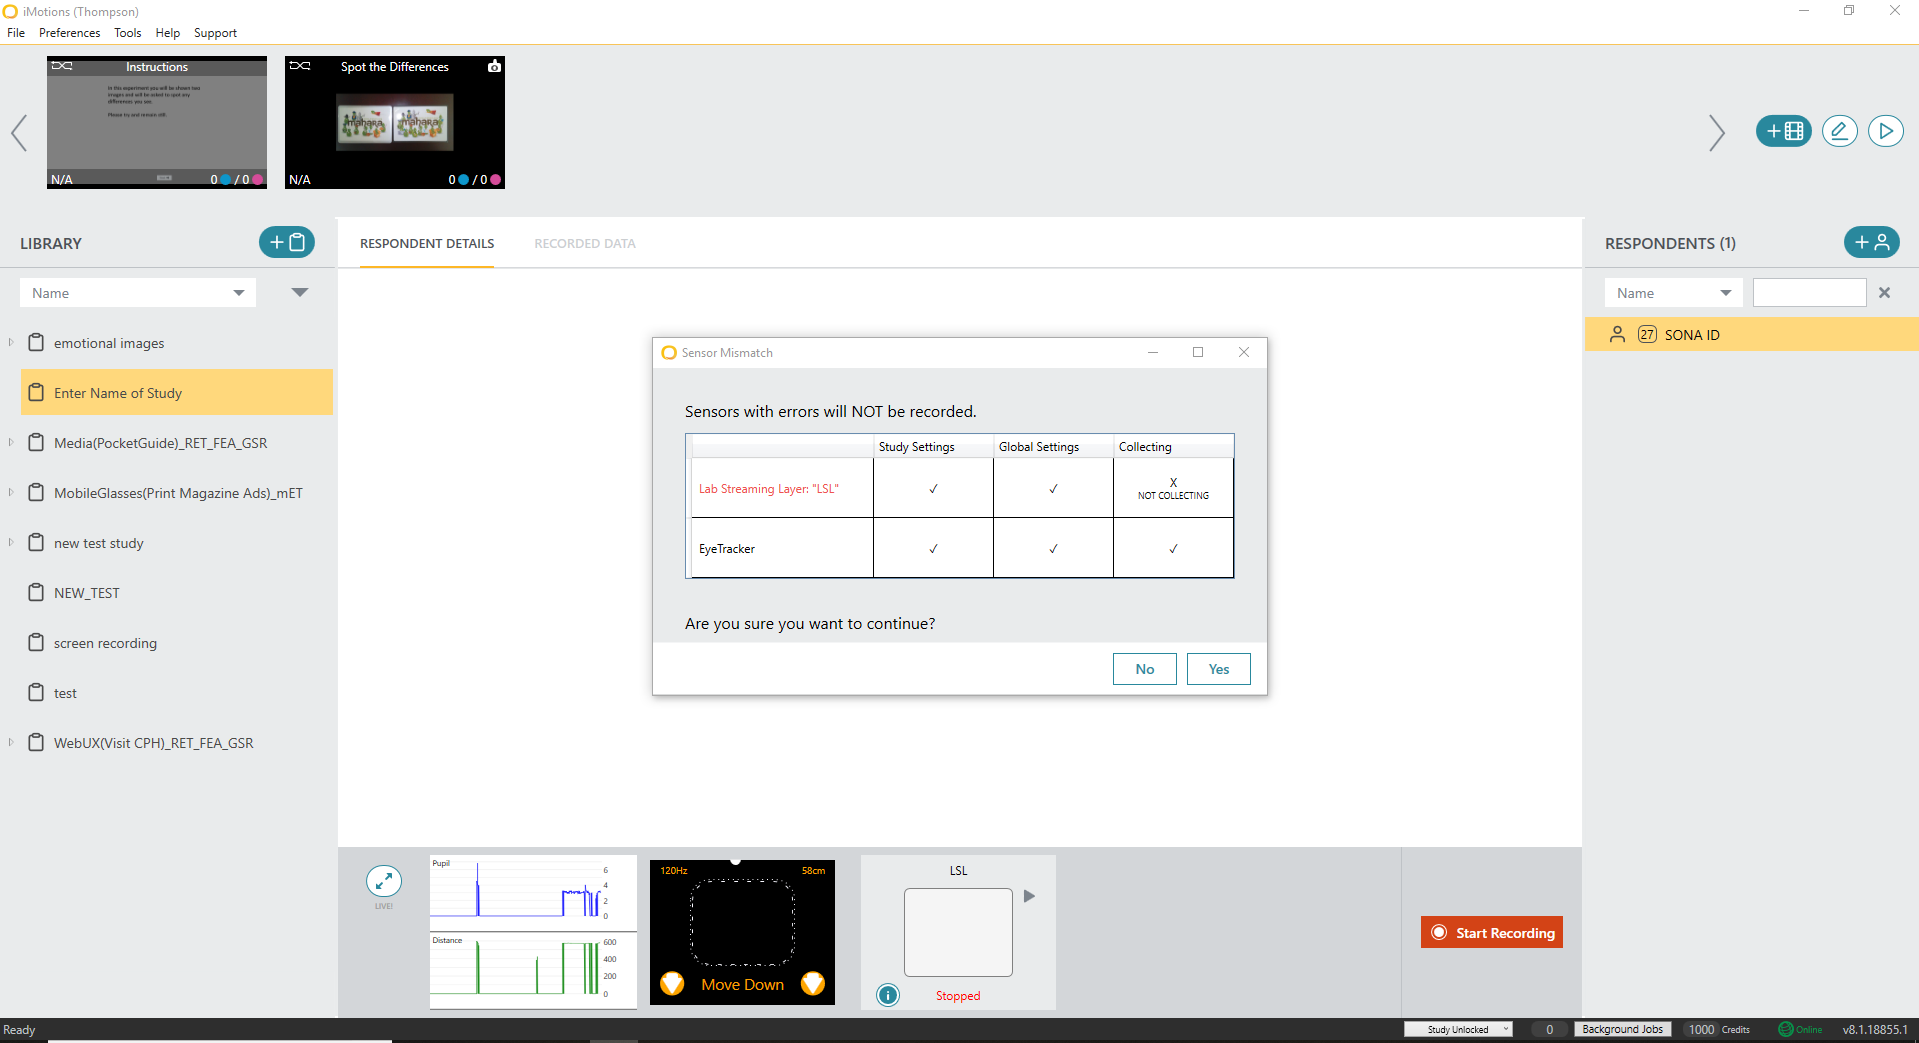 iMotions (Thompson)
File Preferences Tools Help Support
Instructions
In this experiment you will be shown two
images and will be asked to spot any
differences you see.
Please try and remain still.
N/A
0 / 0
Spot the Differences
mahara
mahara
N/A
0 / 0
LIBRARY
Name
emotional images
Enter Name of Study
Media(PocketGuide)_RET_FEA_GSR
MobileGlasses(Print Magazine Ads)_mET
new test study
NEW_TEST
screen recording
test
WebUX(Visit CPH)_RET_FEA_GSR
RESPONDENT DETAILS
RECORDED DATA
RESPONDENTS (1)
Name
27 SONA ID
Sensor Mismatch
Sensors with errors will NOT be recorded.
Study Settings Global Settings Collecting
Lab Streaming Layer: "LSL" ✓ ✓ X
NOT COLLECTING
EyeTracker ✓ ✓ ✓
Are you sure you want to continue?
No
Yes
LIVE!
Pupil
6
4
2
0
Distance
600
400
200
0
120Hz 58cm
Move Down
LSL
i
Stopped
Start Recording
Ready
Study Unlocked
0
Background Jobs
1000 Credits
Online
v8.1.18855.1